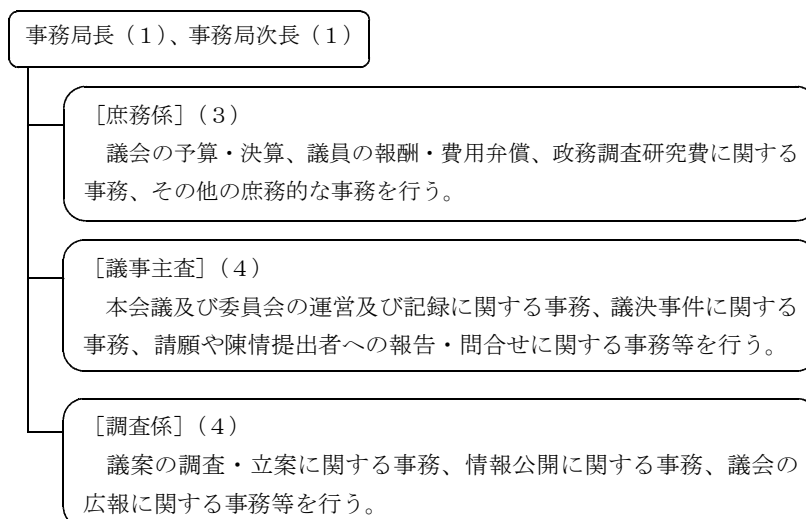 事務局長（１）、事務局次長（１）
［庶務係］（３）
議会の予算・決算、議員の報酬・費用弁償、政務調査研究費に関する
事務、その他の庶務的な事務を行う。
［議事主査］（４）
本会議及び委員会の運営及び記録に関する事務、議決事件に関する
事務、請願や陳情提出者への報告・問合せに関する事務等を行う。
［調査係］（４）
議案の調査・立案に関する事務、情報公開に関する事務、議会の
広報に関する事務等を行う。